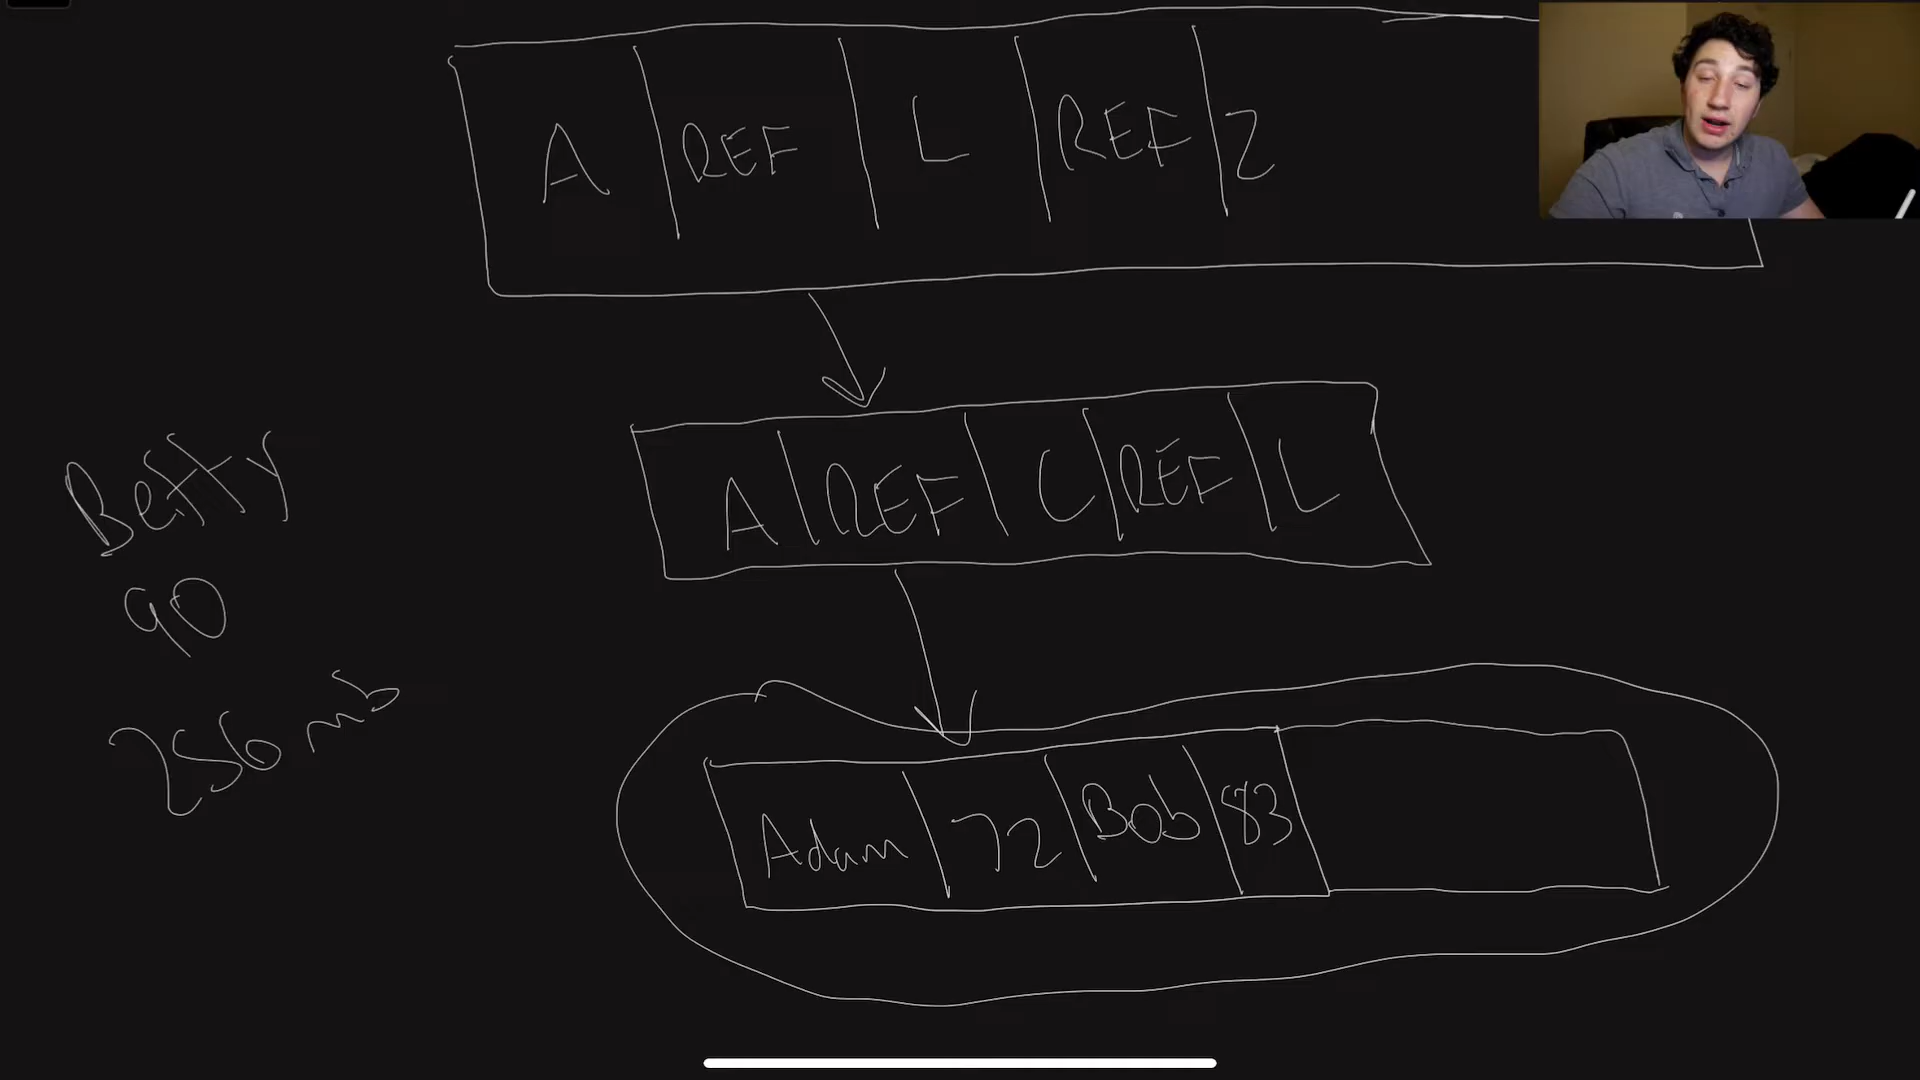 A REF L REF Z
A REF C REF L
Betty
90
256 mb
Adam 72 Bob 83